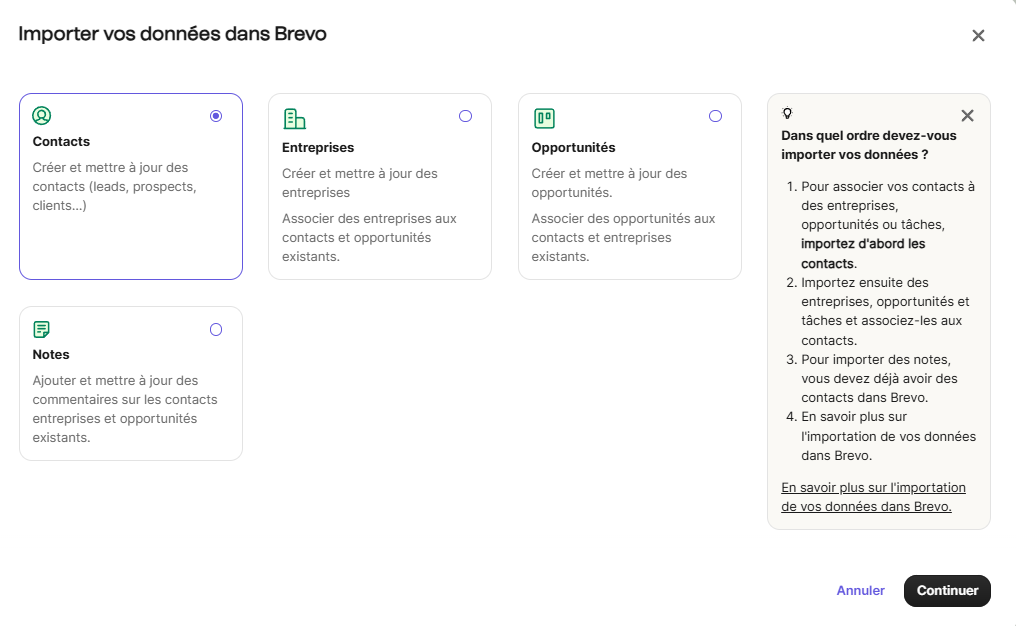 Importer vos données dans Brevo
Contacts
Créer et mettre à jour des
contacts (leads, prospects,
clients...)
Entreprises
Créer et mettre à jour des
entreprises
Associer des entreprises aux
contacts et opportunités
existants.
Opportunités
Créer et mettre à jour des
opportunités.
Associer des opportunités aux
contacts et entreprises
existants.
Notes
Ajouter et mettre à jour des
commentaires sur les contacts
entreprises et opportunités
existants.
Dans quel ordre devez-vous
importer vos données ?
1. Pour associer vos contacts à
des entreprises,
opportunités ou tâches,
importez d'abord les
contacts.
2. Importez ensuite des
entreprises, opportunités et
tâches et associez-les aux
contacts.
3. Pour importer des notes,
vous devez déjà avoir des
contacts dans Brevo.
4. En savoir plus sur
l'importation de vos données
dans Brevo.
En savoir plus sur l'importation
de vos données dans Brevo.
Annuler
Continuer